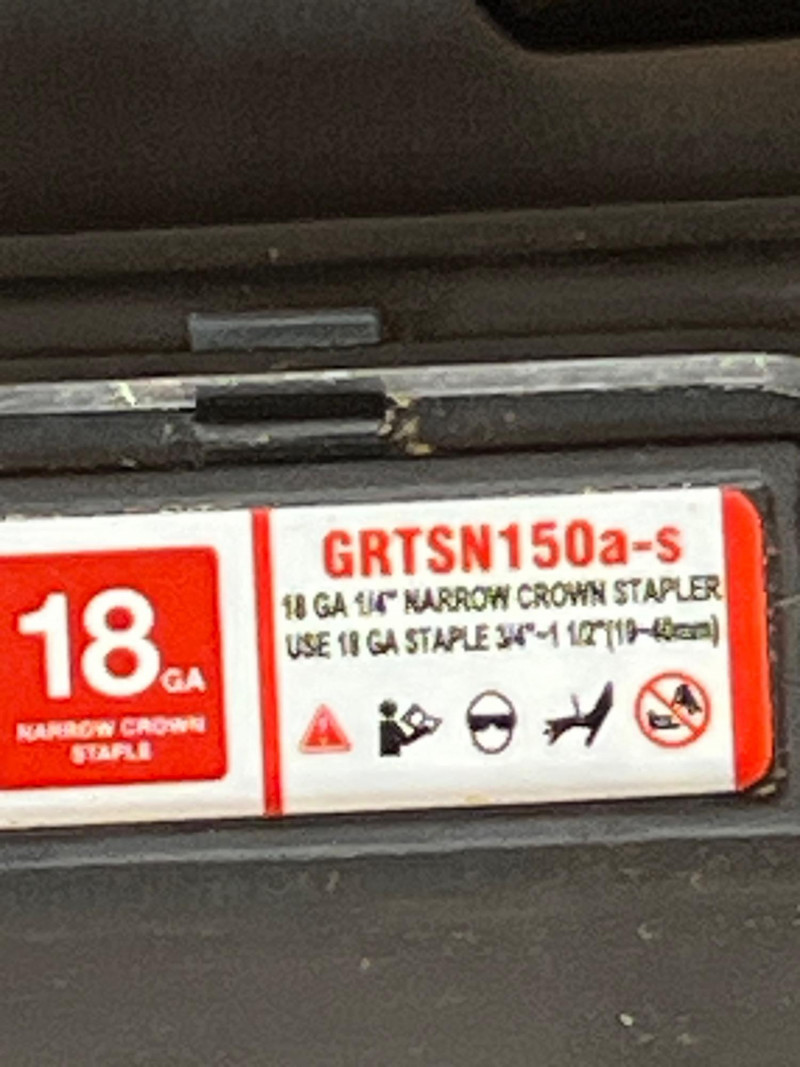 18 GA
NARROW CROWN
STAPLE
GRTSN150a-s
18 GA 1/4" NARROW CROWN STAPLER
USE 18 GA STAPLE 3/4"~1 1/2"(19~40mm)